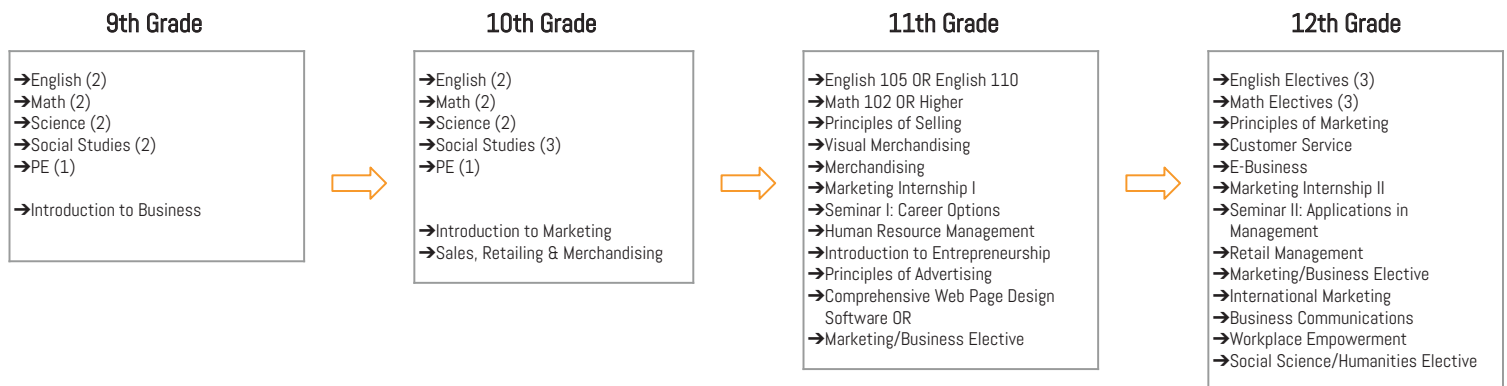 9th Grade
➔English (2)
➔Math (2)
➔Science (2)
➔Social Studies (2)
➔PE (1)
➔Introduction to Business
10th Grade
➔English (2)
➔Math (2)
➔Science (2)
➔Social Studies (3)
➔PE (1)
➔Introduction to Marketing
➔Sales, Retailing & Merchandising
11th Grade
➔English 105 OR English 110
➔Math 102 OR Higher
➔Principles of Selling
➔Visual Merchandising
➔Merchandising
➔Marketing Internship I
➔Seminar I: Career Options
➔Human Resource Management
➔Introduction to Entrepreneurship
➔Principles of Advertising
➔Comprehensive Web Page Design
Software OR
➔Marketing/Business Elective
12th Grade
➔English Electives (3)
➔Math Electives (3)
➔Principles of Marketing
➔Customer Service
➔E-Business
➔Marketing Internship II
➔Seminar II: Applications in
Management
➔Retail Management
➔Marketing/Business Elective
➔International Marketing
➔Business Communications
➔Workplace Empowerment
➔Social Science/Humanities Elective